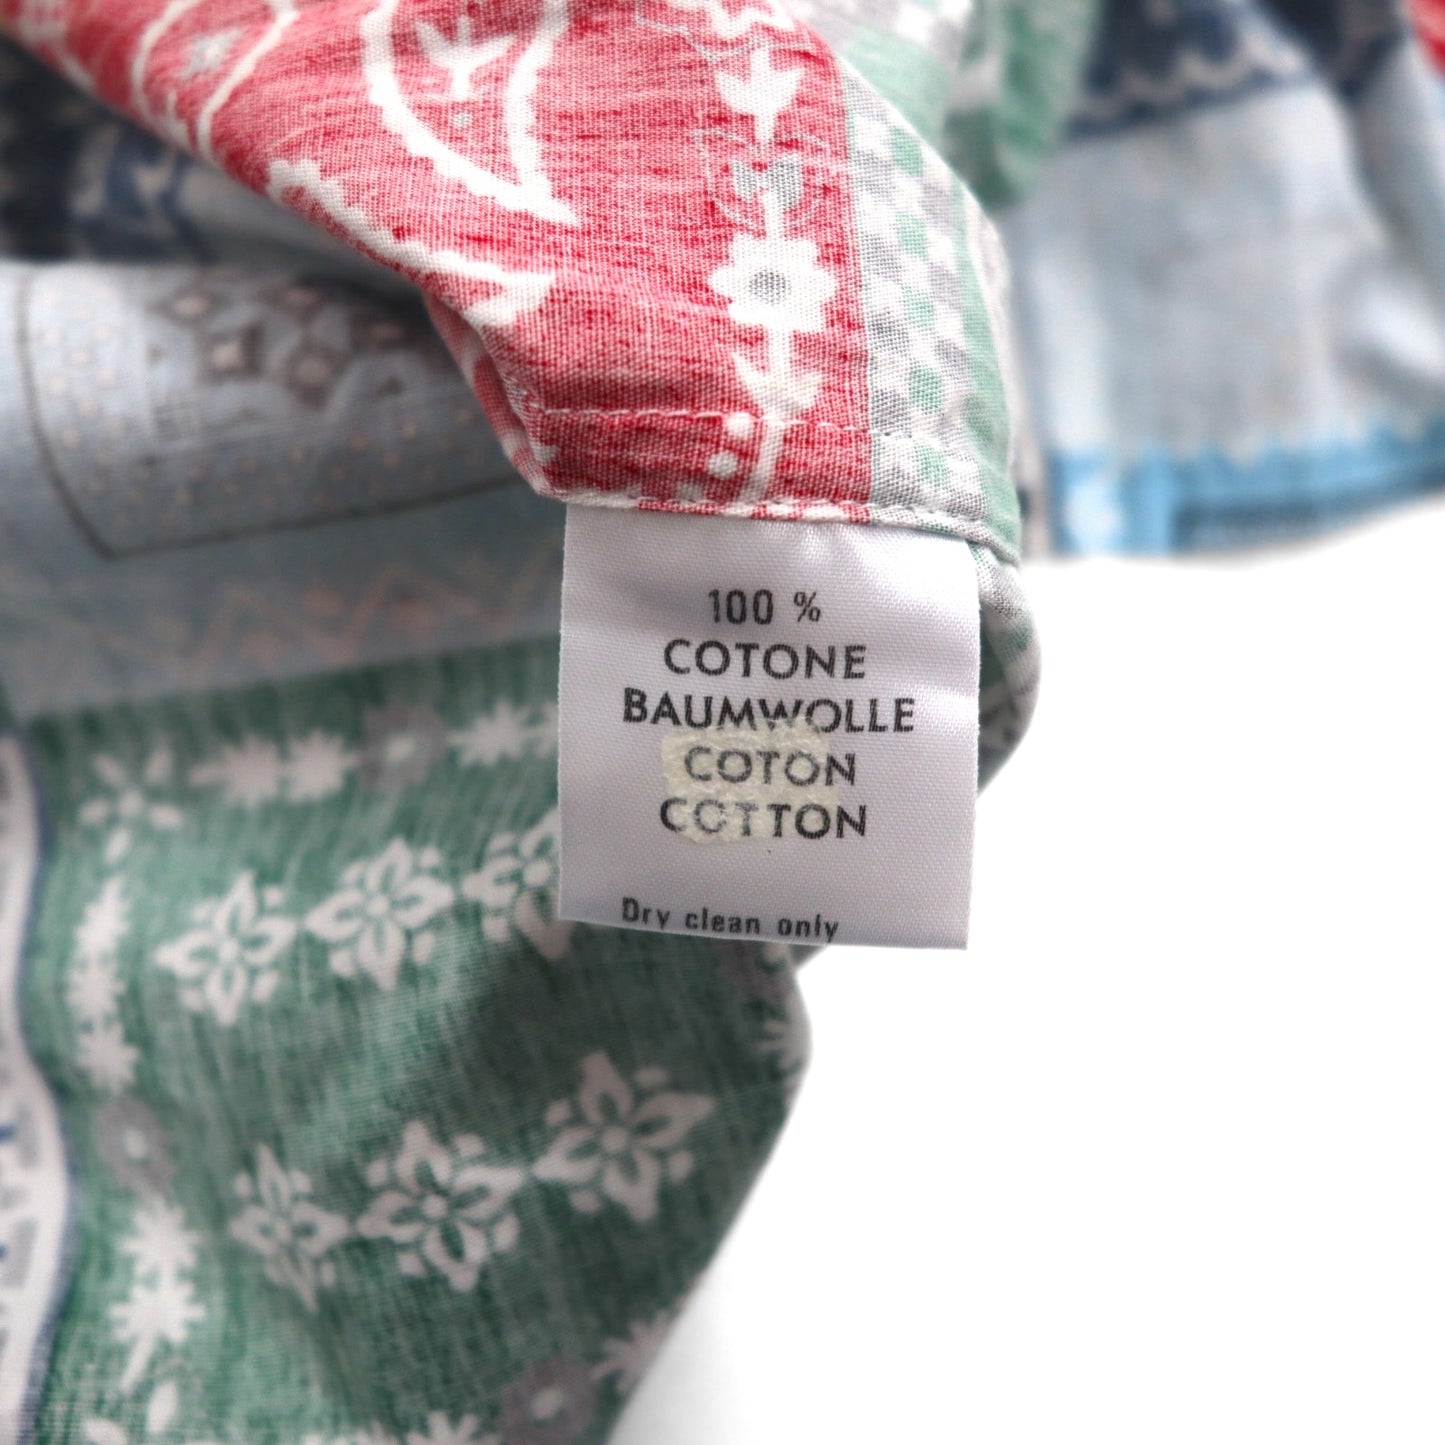 100 %
COTONE
BAUMWOLLE
COTON
COTTON
Dry clean only